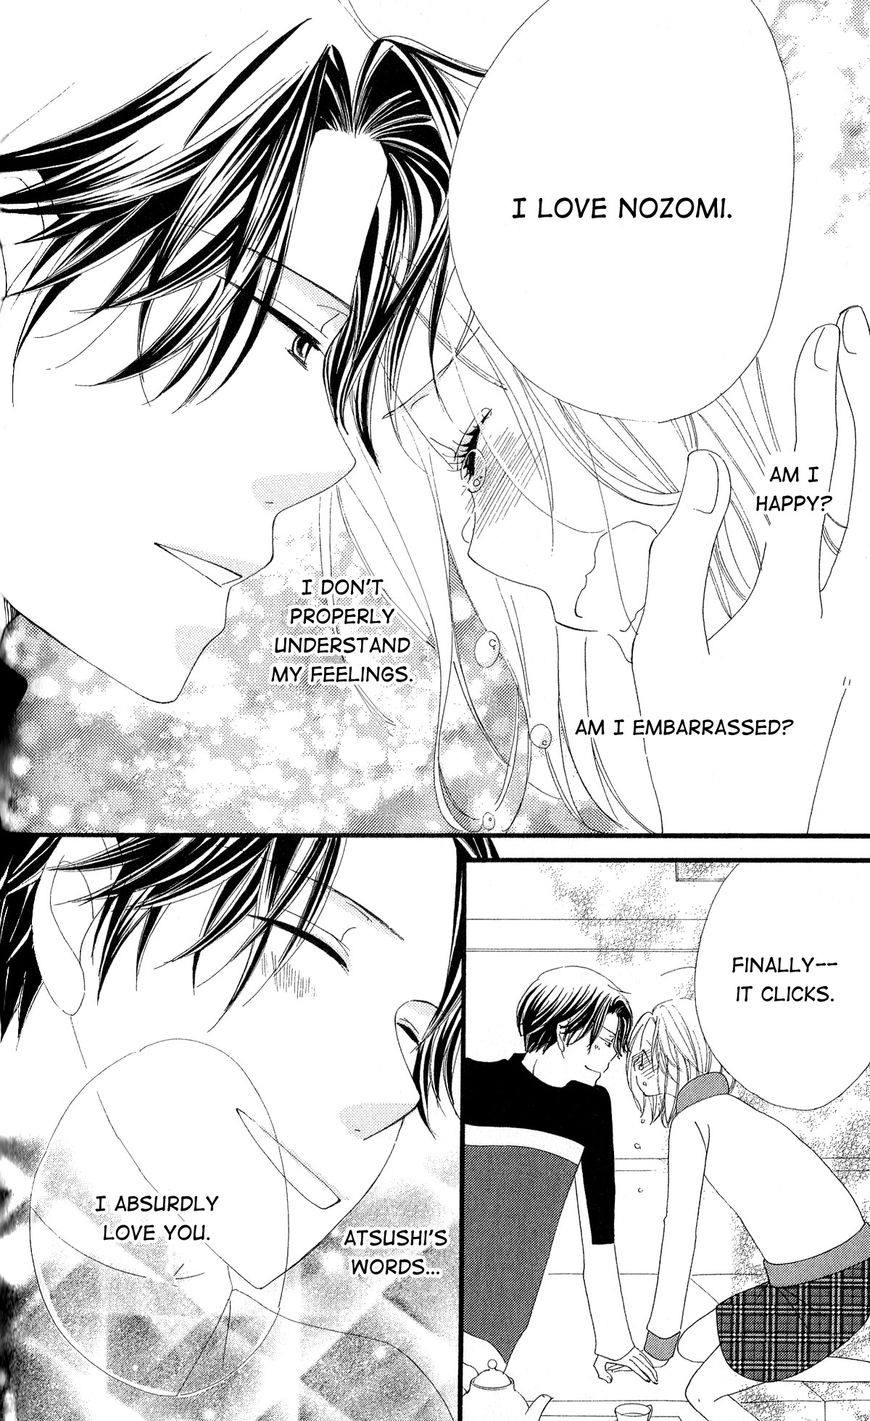 I LOVE NOZOMI.
AM I
HAPPY?
I DON'T
PROPERLY
UNDERSTAND
MY FEELINGS.
AM I EMBARRASSED?
FINALLY--
IT CLICKS.
I ABSURDLY
LOVE YOU.
ATSUSHI'S
WORDS...